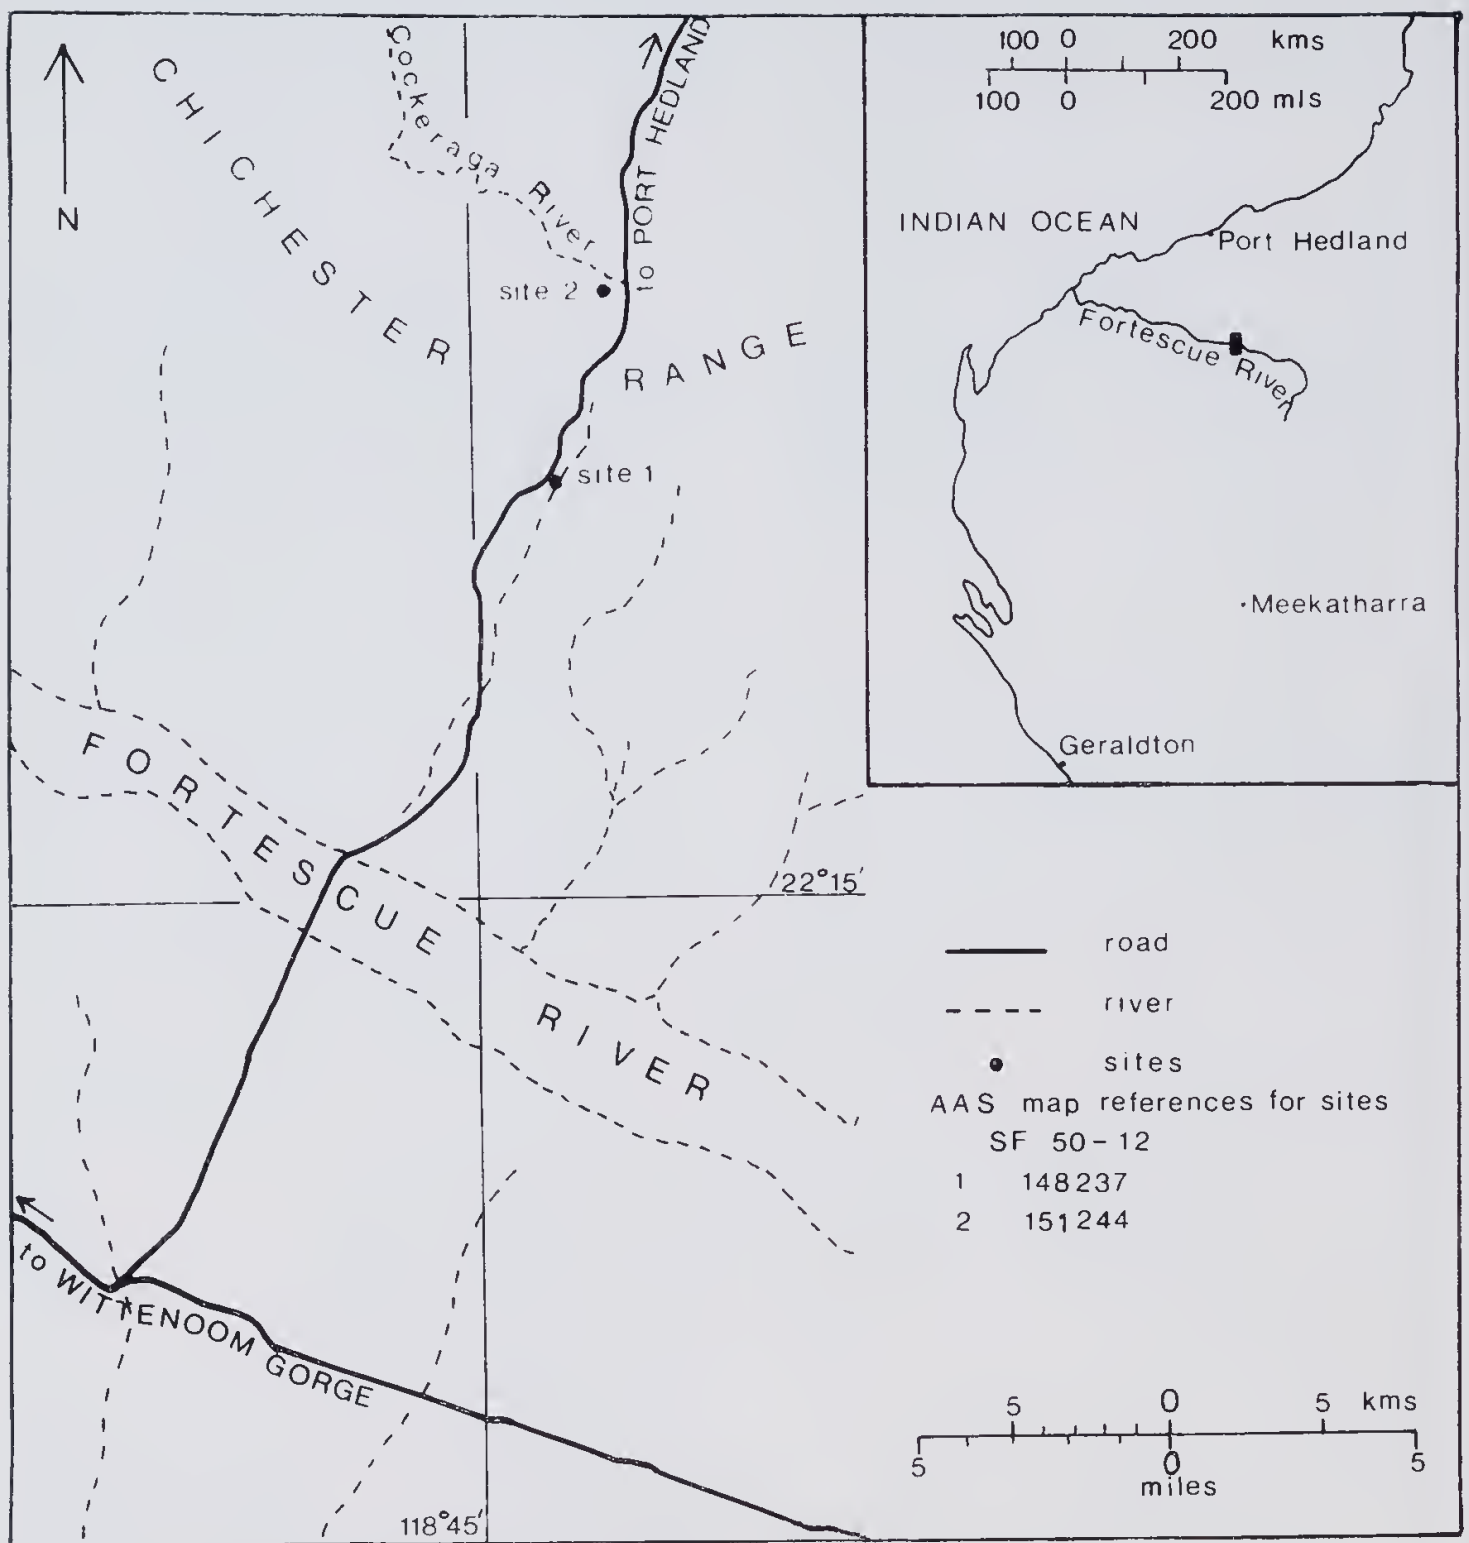 N
CHICHESTER
RANGE
Cockeraga River
to PORT HEDLAND
site 2
site 1
FORTESCUE
RIVER
22°15'
to WITTENOOM GORGE
118°45'
100 0 200 kms
100 0 200 mls
INDIAN OCEAN
Port Hedland
Fortescue River
Meekatharra
Geraldton
road
river
sites
AAS map references for sites
SF 50-12
1 148237
2 151244
5 0 5 kms
5 0 5
miles